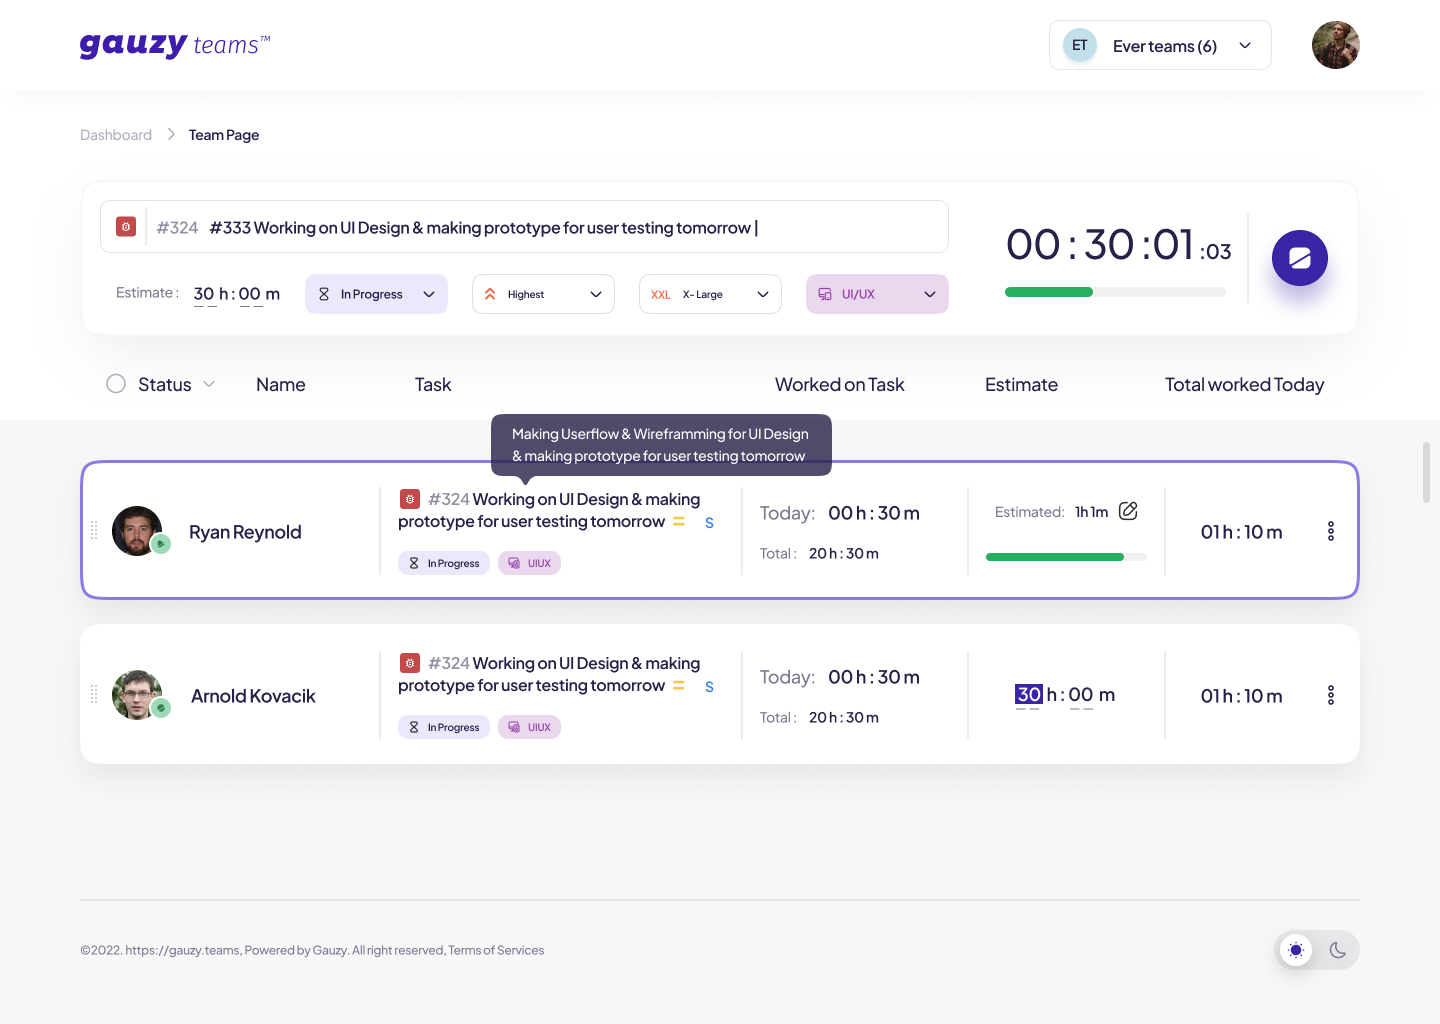 gauzy teams™
ET Ever teams (6)
Dashboard Team Page
#324 #333 Working on UI Design & making prototype for user testing tomorrow |
00 : 30 :01 :03
Estimate : 30 h : 00 m In Progress Highest XXL X- Large UI/UX
Status Name Task Worked on Task Estimate Total worked Today
Making Userflow & Wireframming for UI Design
& making prototype for user testing tomorrow
Ryan Reynold
#324 Working on UI Design & making
prototype for user testing tomorrow S
In Progress UIUX
Today: 00 h : 30 m
Total : 20 h : 30 m
Estimated: 1h 1m
01 h : 10 m
Arnold Kovacik
#324 Working on UI Design & making
prototype for user testing tomorrow S
In Progress UIUX
Today: 00 h : 30 m
Total : 20 h : 30 m
30 h : 00 m
01 h : 10 m
©2022. https://gauzy.teams, Powered by Gauzy. All right reserved, Terms of Services